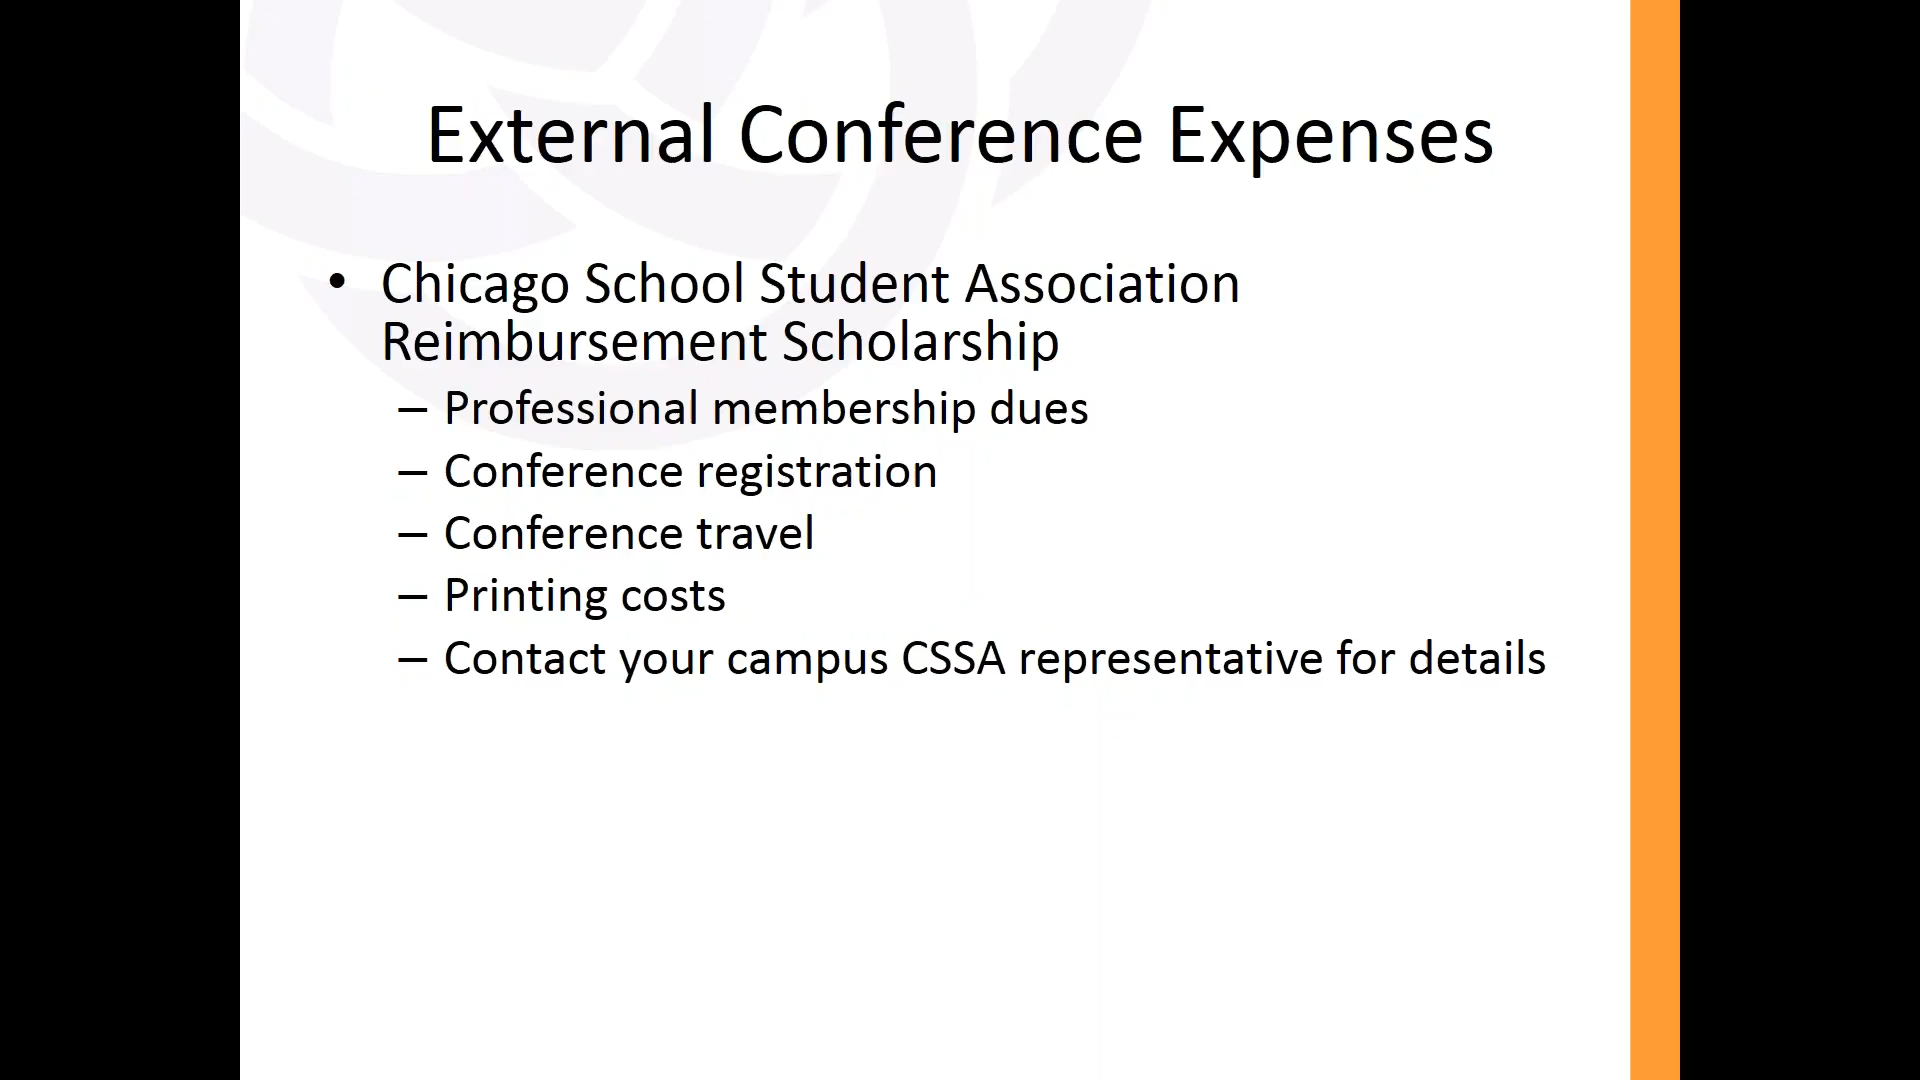 External Conference Expenses
• Chicago School Student Association
Reimbursement Scholarship
– Professional membership dues
– Conference registration
– Conference travel
– Printing costs
– Contact your campus CSSA representative for details